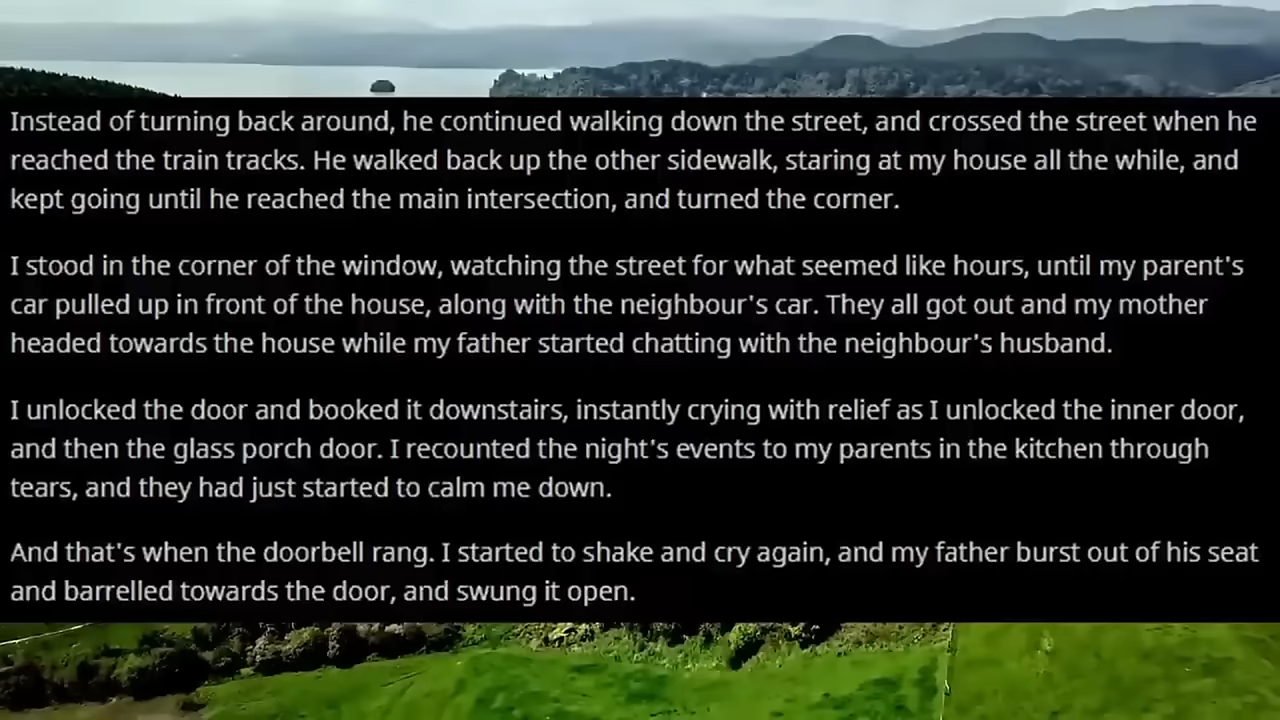 Instead of turning back around, he continued walking down the street, and crossed the street when he
reached the train tracks. He walked back up the other sidewalk, staring at my house all the while, and
kept going until he reached the main intersection, and turned the corner.
I stood in the corner of the window, watching the street for what seemed like hours, until my parent's
car pulled up in front of the house, along with the neighbour's car. They all got out and my mother
headed towards the house while my father started chatting with the neighbour's husband.
I unlocked the door and booked it downstairs, instantly crying with relief as I unlocked the inner door,
and then the glass porch door. I recounted the night's events to my parents in the kitchen through
tears, and they had just started to calm me down.
And that's when the doorbell rang. I started to shake and cry again, and my father burst out of his seat
and barrelled towards the door, and swung it open.